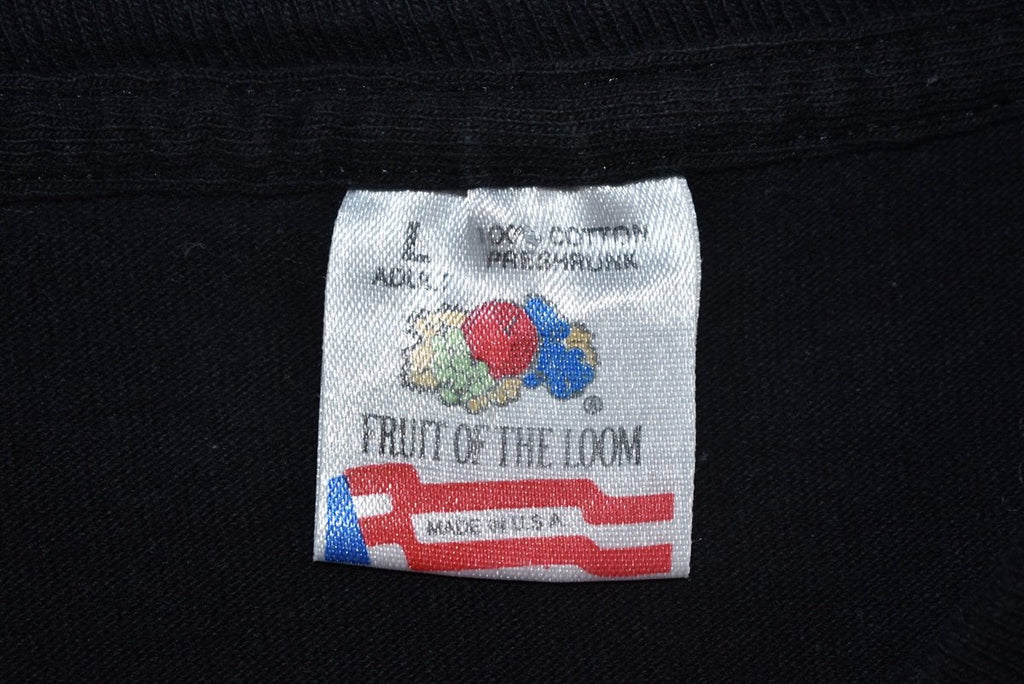 L
ADULT
100% COTTON
PRESHRUNK
®
FRUIT OF THE LOOM
MADE IN U.S.A.